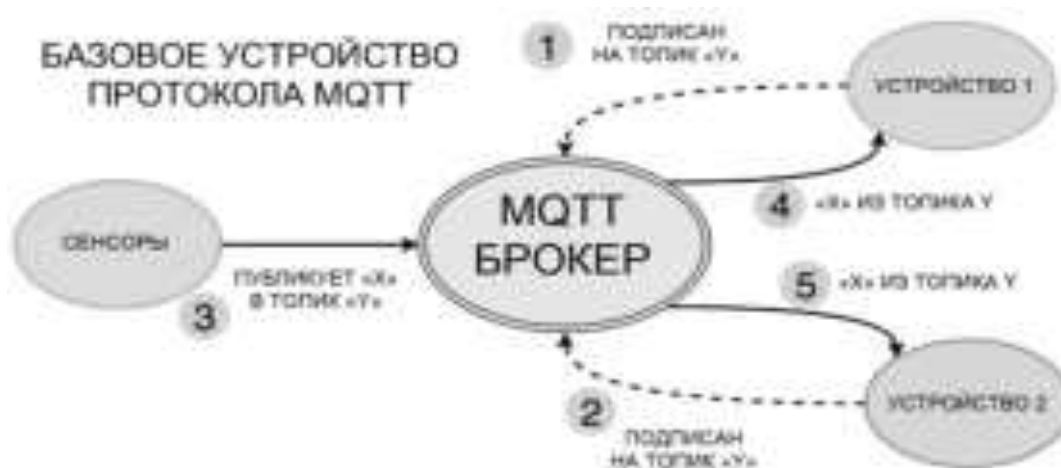 БАЗОВОЕ УСТРОЙСТВО
ПРОТОКОЛА MQTT
1
ПОДПИСАН
НА ТОПИК «Y»
УСТРОЙСТВО 1
MQTT
БРОКЕР
4
«X» ИЗ ТОПИКА Y
СЕНСОРЫ
ПУБЛИКУЕТ «X»
В ТОПИК «Y»
3
5
«X» ИЗ ТОПИКА Y
2
ПОДПИСАН
НА ТОПИК «Y»
УСТРОЙСТВО 2